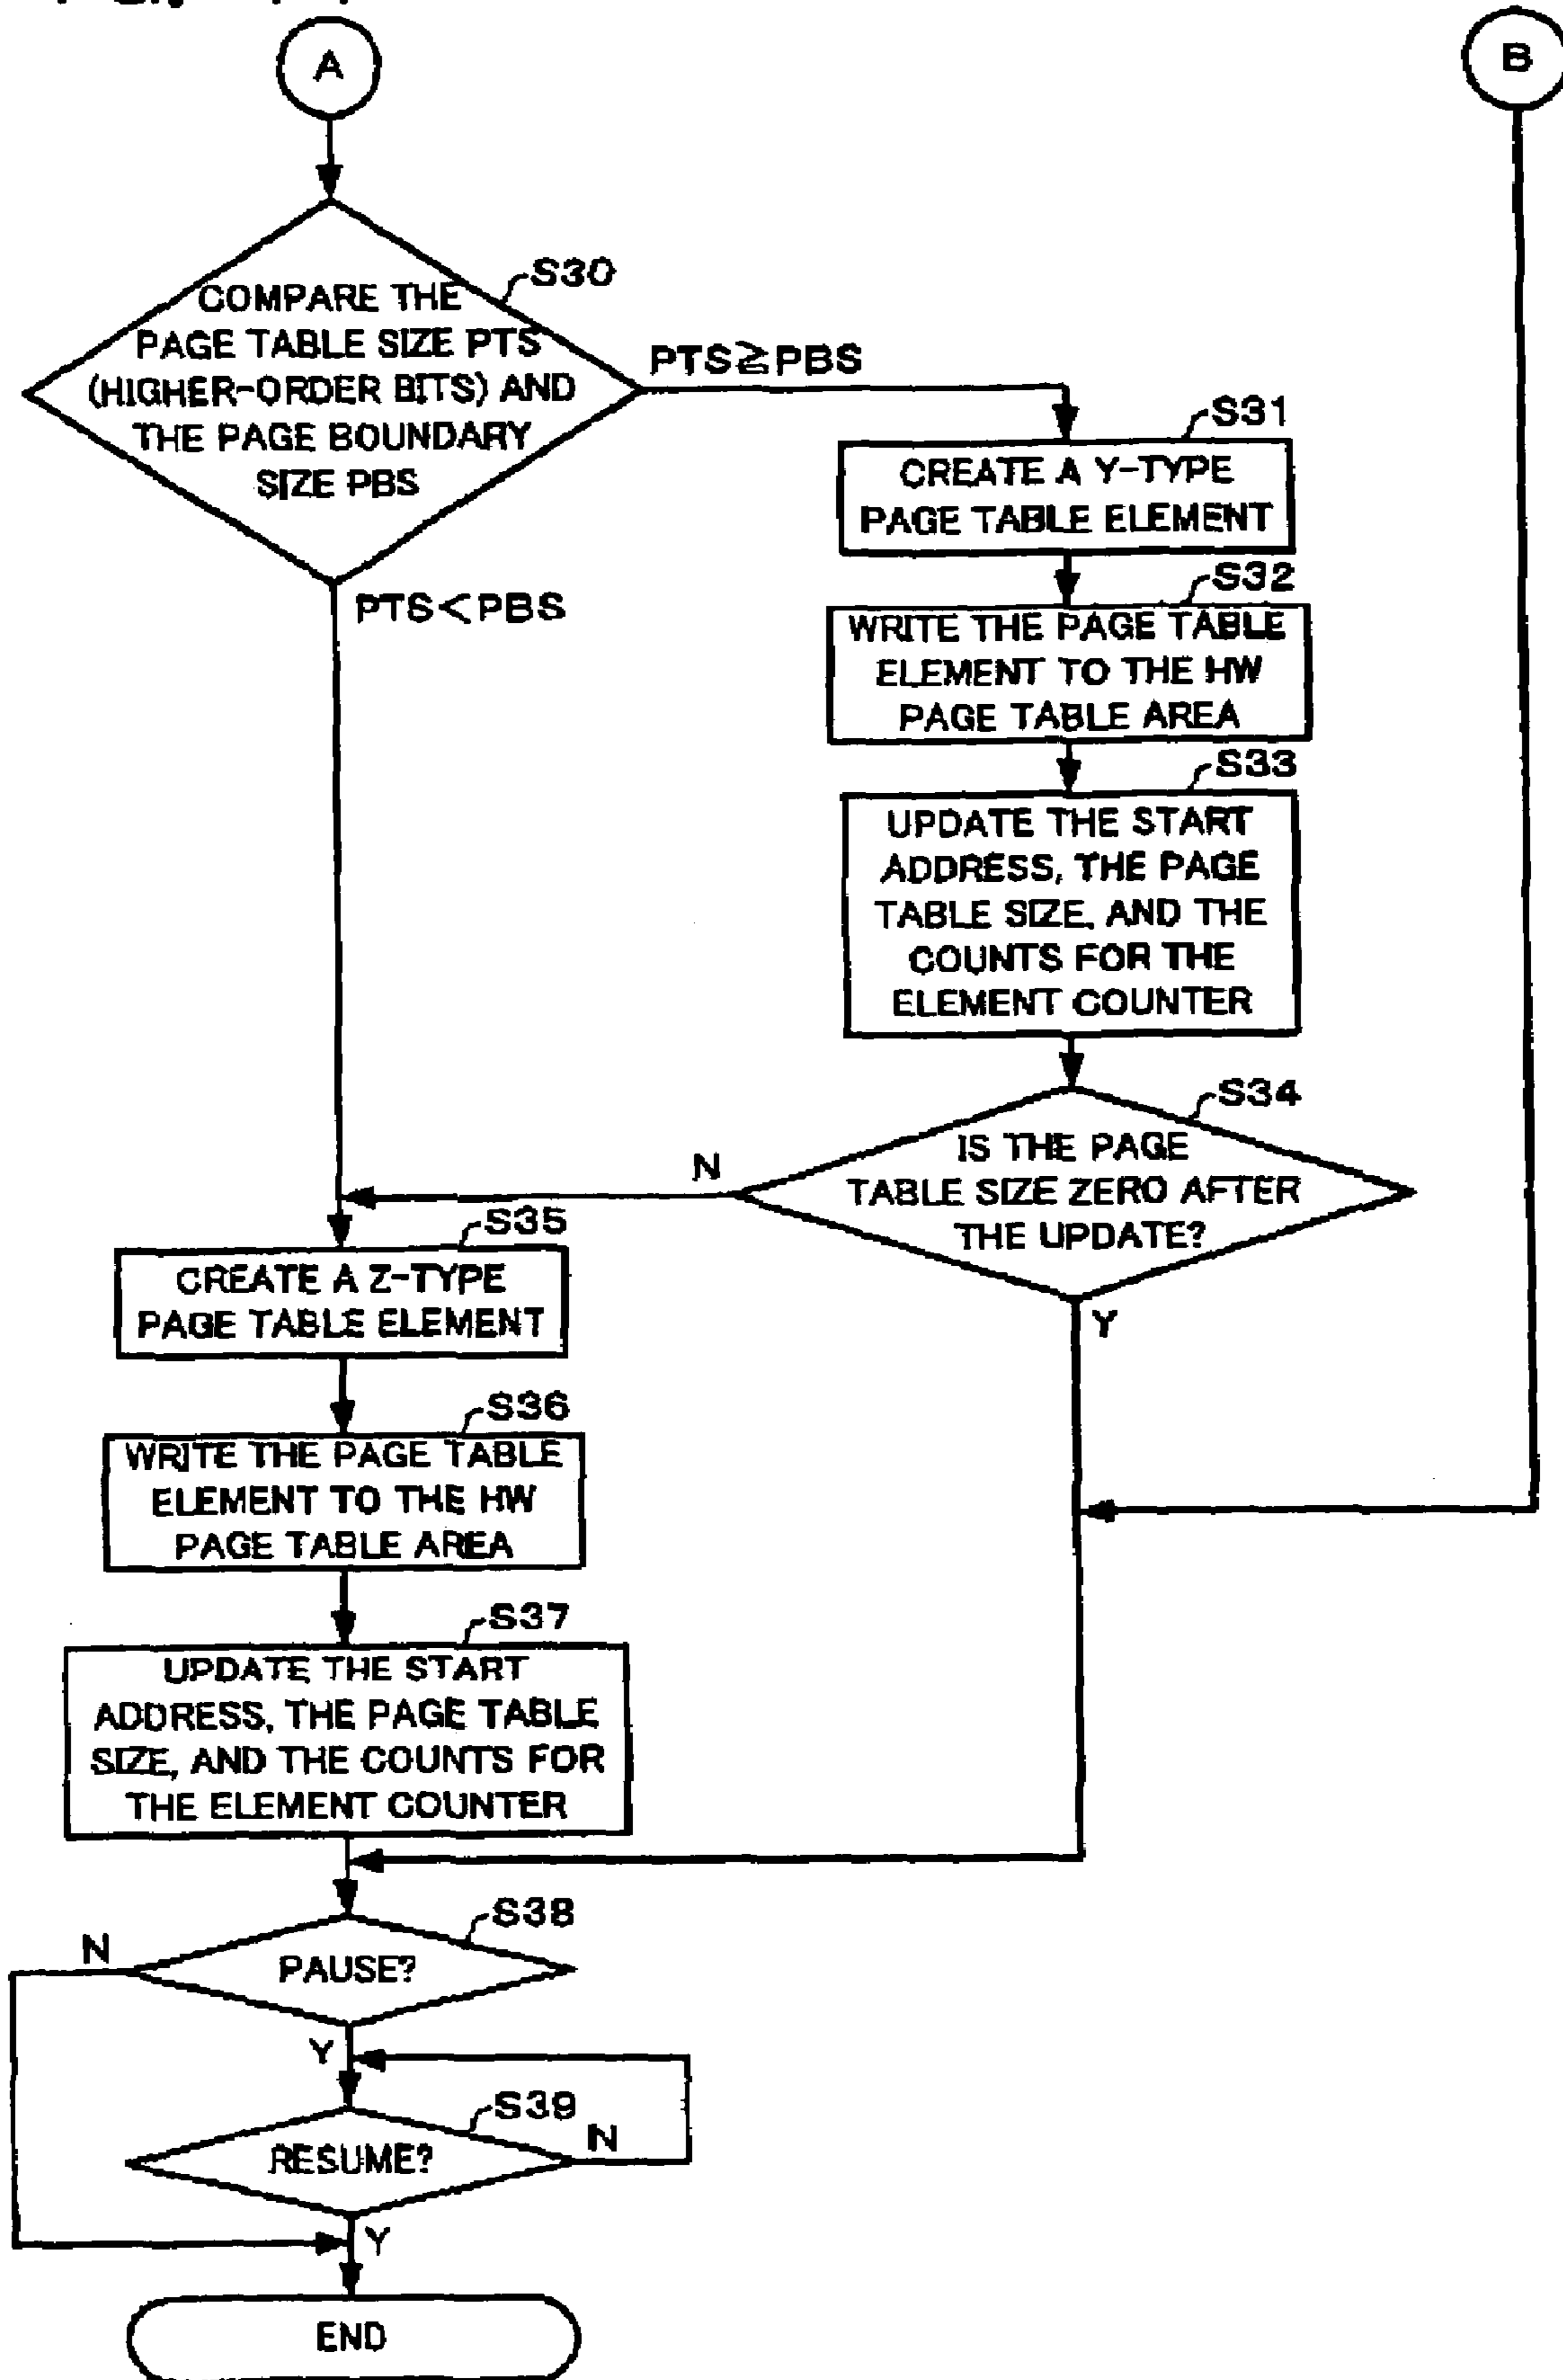 A
B
S30
COMPARE THE
PAGE TABLE SIZE PTS
(HIGHER-ORDER BITS) AND
THE PAGE BOUNDARY
SIZE PBS
PTS≧PBS
PTS<PBS
S31
CREATE A Y-TYPE
PAGE TABLE ELEMENT
S32
WRITE THE PAGE TABLE
ELEMENT TO THE HW
PAGE TABLE AREA
S33
UPDATE THE START
ADDRESS, THE PAGE
TABLE SIZE, AND THE
COUNTS FOR THE
ELEMENT COUNTER
S34
IS THE PAGE
TABLE SIZE ZERO AFTER
THE UPDATE?
N
Y
S35
CREATE A Z-TYPE
PAGE TABLE ELEMENT
S36
WRITE THE PAGE TABLE
ELEMENT TO THE HW
PAGE TABLE AREA
S37
UPDATE THE START
ADDRESS, THE PAGE TABLE
SIZE, AND THE COUNTS FOR
THE ELEMENT COUNTER
S38
PAUSE?
N
Y
S39
RESUME?
N
Y
END